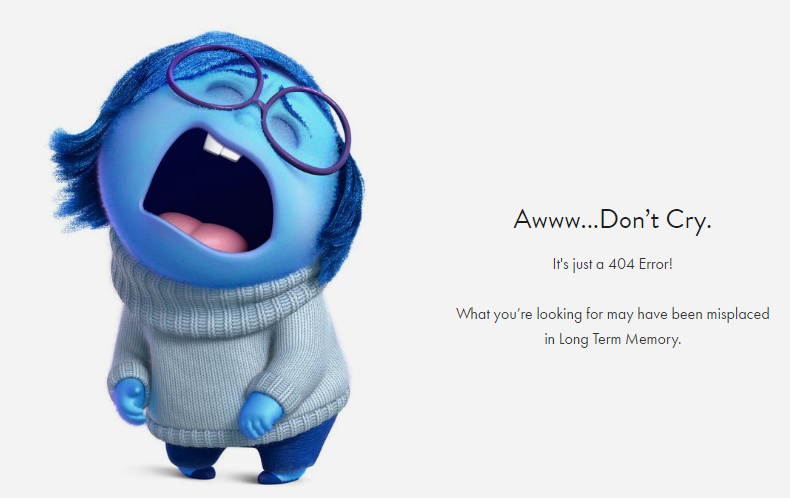 Awww...Don’t Cry.
It's just a 404 Error!
What you’re looking for may have been misplaced
in Long Term Memory.